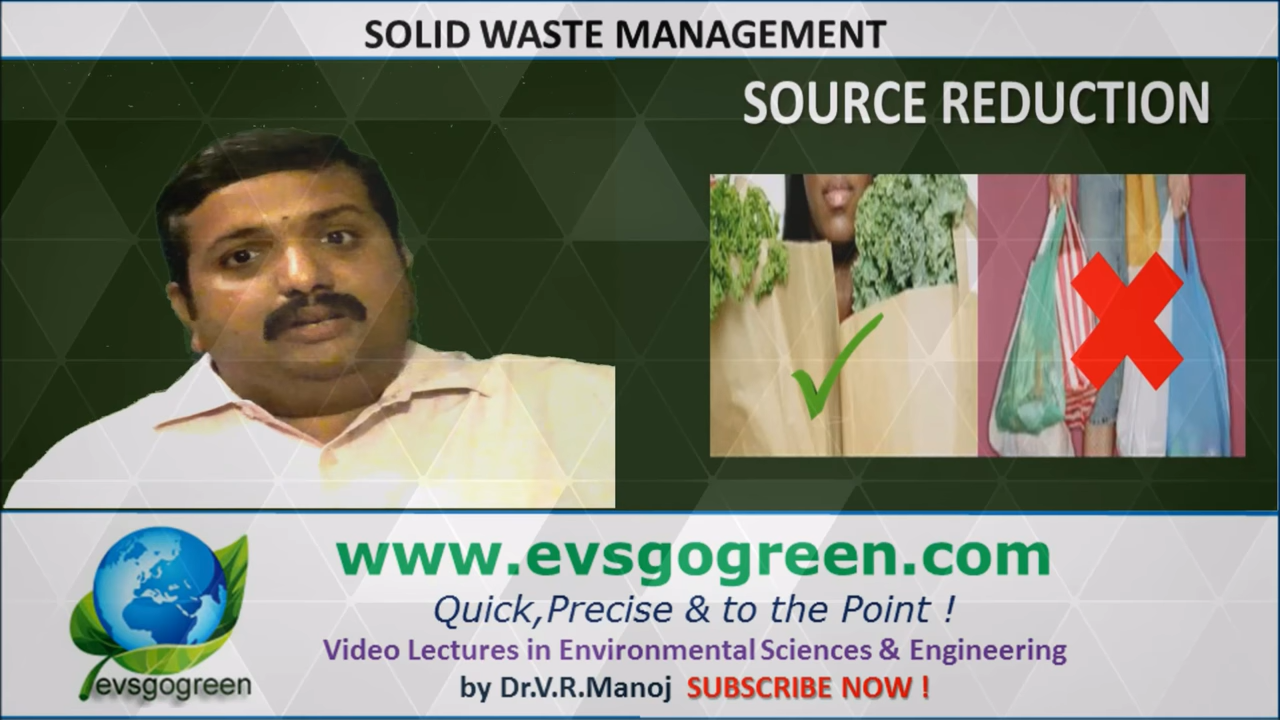 SOLID WASTE MANAGEMENT
SOURCE REDUCTION
www.evsgogreen.com
Quick,Precise & to the Point !
Video Lectures in Environmental Sciences & Engineering
by Dr.V.R.Manoj SUBSCRIBE NOW !
evsgogreen